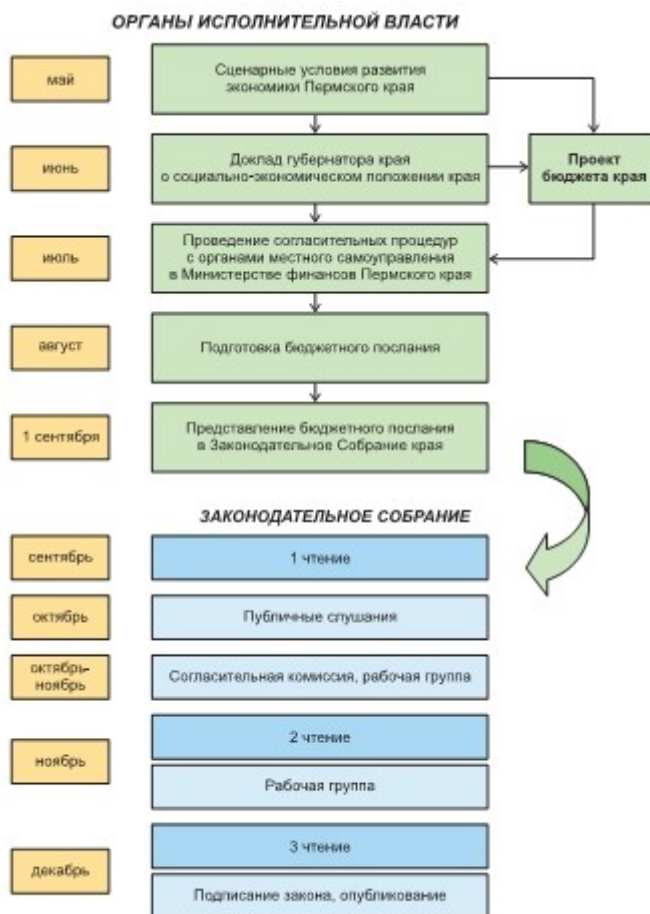 ОРГАНЫ ИСПОЛНИТЕЛЬНОЙ ВЛАСТИ
май
Сценарные условия развития
экономики Пермского края
июнь
Доклад губернатора края
о социально-экономическом положении края
Проект
бюджета края
июль
Проведение согласительных процедур
с органами местного самоуправления
в Министерстве финансов Пермского края
август
Подготовка бюджетного послания
1 сентября
Представление бюджетного послания
в Законодательное Собрание края
ЗАКОНОДАТЕЛЬНОЕ СОБРАНИЕ
сентябрь
1 чтение
октябрь
Публичные слушания
октябрь-
ноябрь
Согласительная комиссия, рабочая группа
ноябрь
2 чтение
Рабочая группа
декабрь
3 чтение
Подписание закона, опубликование